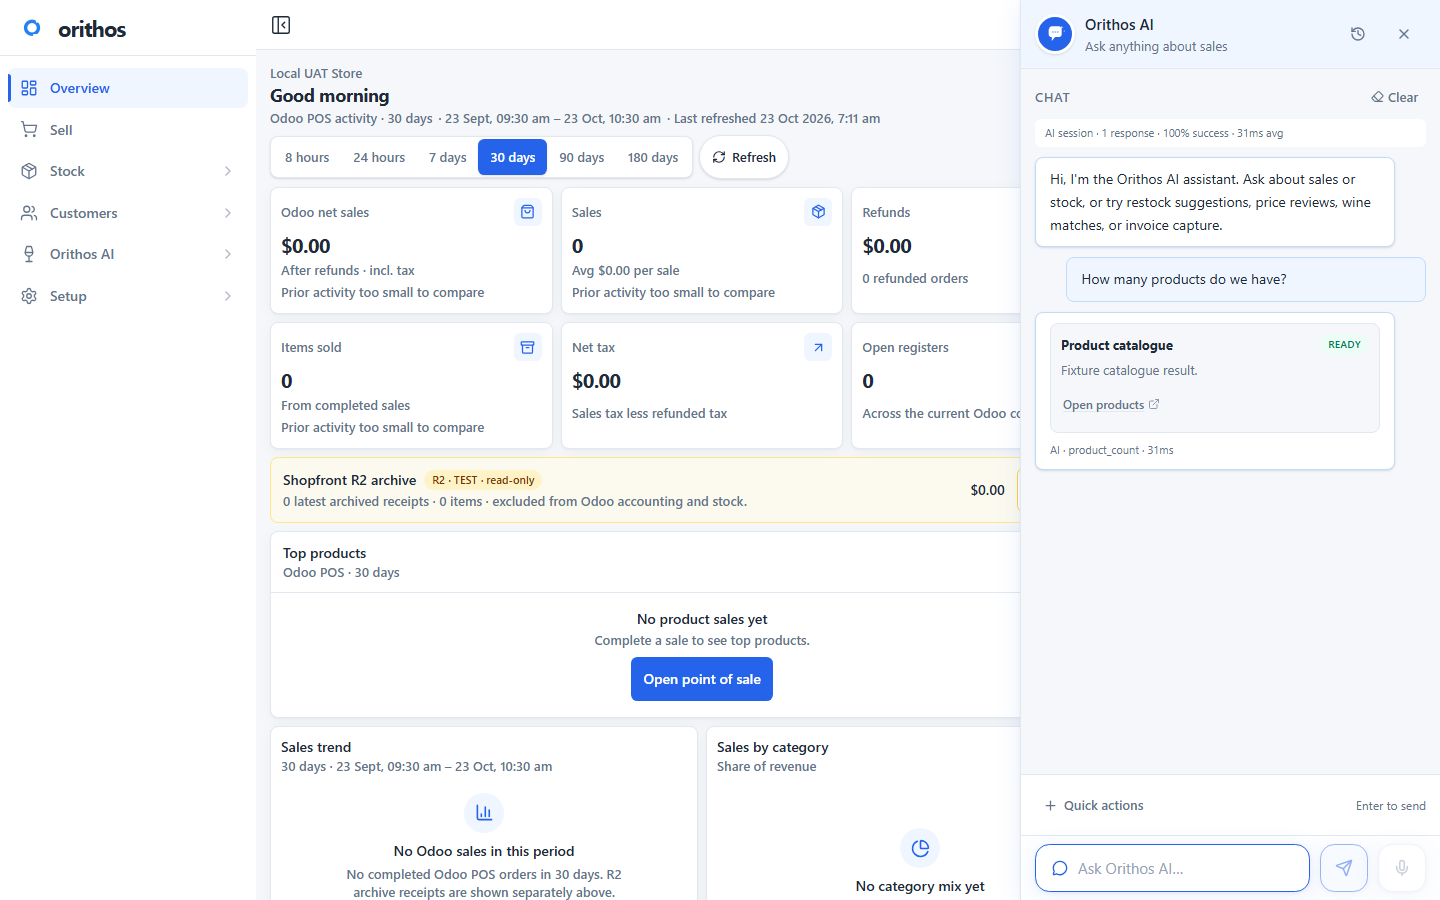 orithos
Overview
Sell
Stock
Customers
Orithos AI
Setup
Local UAT Store
Good morning
Odoo POS activity · 30 days · 23 Sept, 09:30 am – 23 Oct, 10:30 am · Last refreshed 23 Oct 2026, 7:11 am
8 hours
24 hours
7 days
30 days
90 days
180 days
Refresh
Odoo net sales
$0.00
After refunds · incl. tax
Prior activity too small to compare
Sales
0
Avg $0.00 per sale
Prior activity too small to compare
Refunds
$0.00
0 refunded orders
Items sold
0
From completed sales
Prior activity too small to compare
Net tax
$0.00
Sales tax less refunded tax
Open registers
0
Across the current Odoo
Shopfront R2 archive
R2 · TEST · read-only
0 latest archived receipts · 0 items · excluded from Odoo accounting and stock.
$0.00
Top products
Odoo POS · 30 days
No product sales yet
Complete a sale to see top products.
Open point of sale
Sales trend
30 days · 23 Sept, 09:30 am – 23 Oct, 10:30 am
No Odoo sales in this period
No completed Odoo POS orders in 30 days. R2
archive receipts are shown separately above.
Sales by category
Share of revenue
No category mix yet
Orithos AI
Ask anything about sales
CHAT
Clear
AI session · 1 response · 100% success · 31ms avg
Hi, I'm the Orithos AI assistant. Ask about sales or
stock, or try restock suggestions, price reviews, wine
matches, or invoice capture.
How many products do we have?
Product catalogue
READY
Fixture catalogue result.
Open products
AI · product_count · 31ms
Quick actions
Enter to send
Ask Orithos AI...